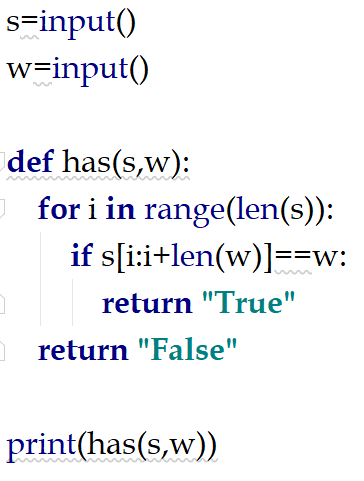 s=input()
w=input()
def has(s,w):
    for i in range(len(s)):
        if s[i:i+len(w)]==w:
            return "True"
    return "False"
print(has(s,w))